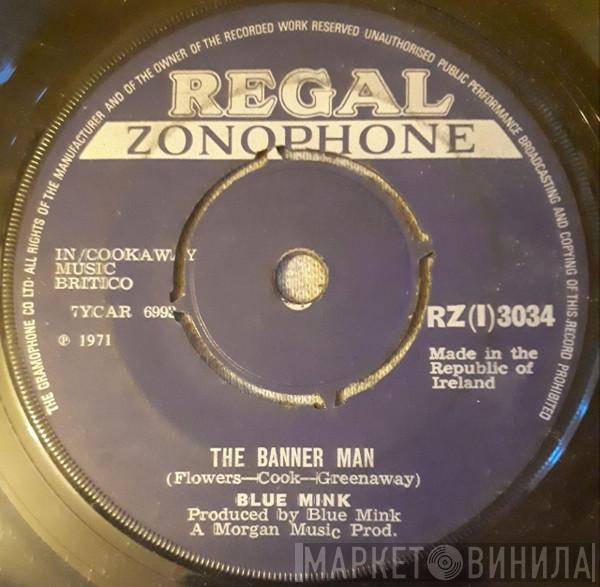 THE GRAMOPHONE CO LTD· ALL RIGHTS OF THE MANUFACTURER AND OF THE OWNER OF THE RECORDED WORK RESERVED UNAUTHORISED PUBLIC PERFORMANCE BROADCASTING AND COPYING OF THIS RECORD PROHIBITED
REGAL
ZONOPHONE
IN/COOKAWAY
MUSIC
BRITICO
7YCAR
℗ 1971
RZ(I)3034
Made in the
Republic of
Ireland
THE BANNER MAN
(Flowers—Cook—Greenaway)
BLUE MINK
Produced by Blue Mink
A Morgan Music Prod.
МАРКЕТ ВИНИЛА